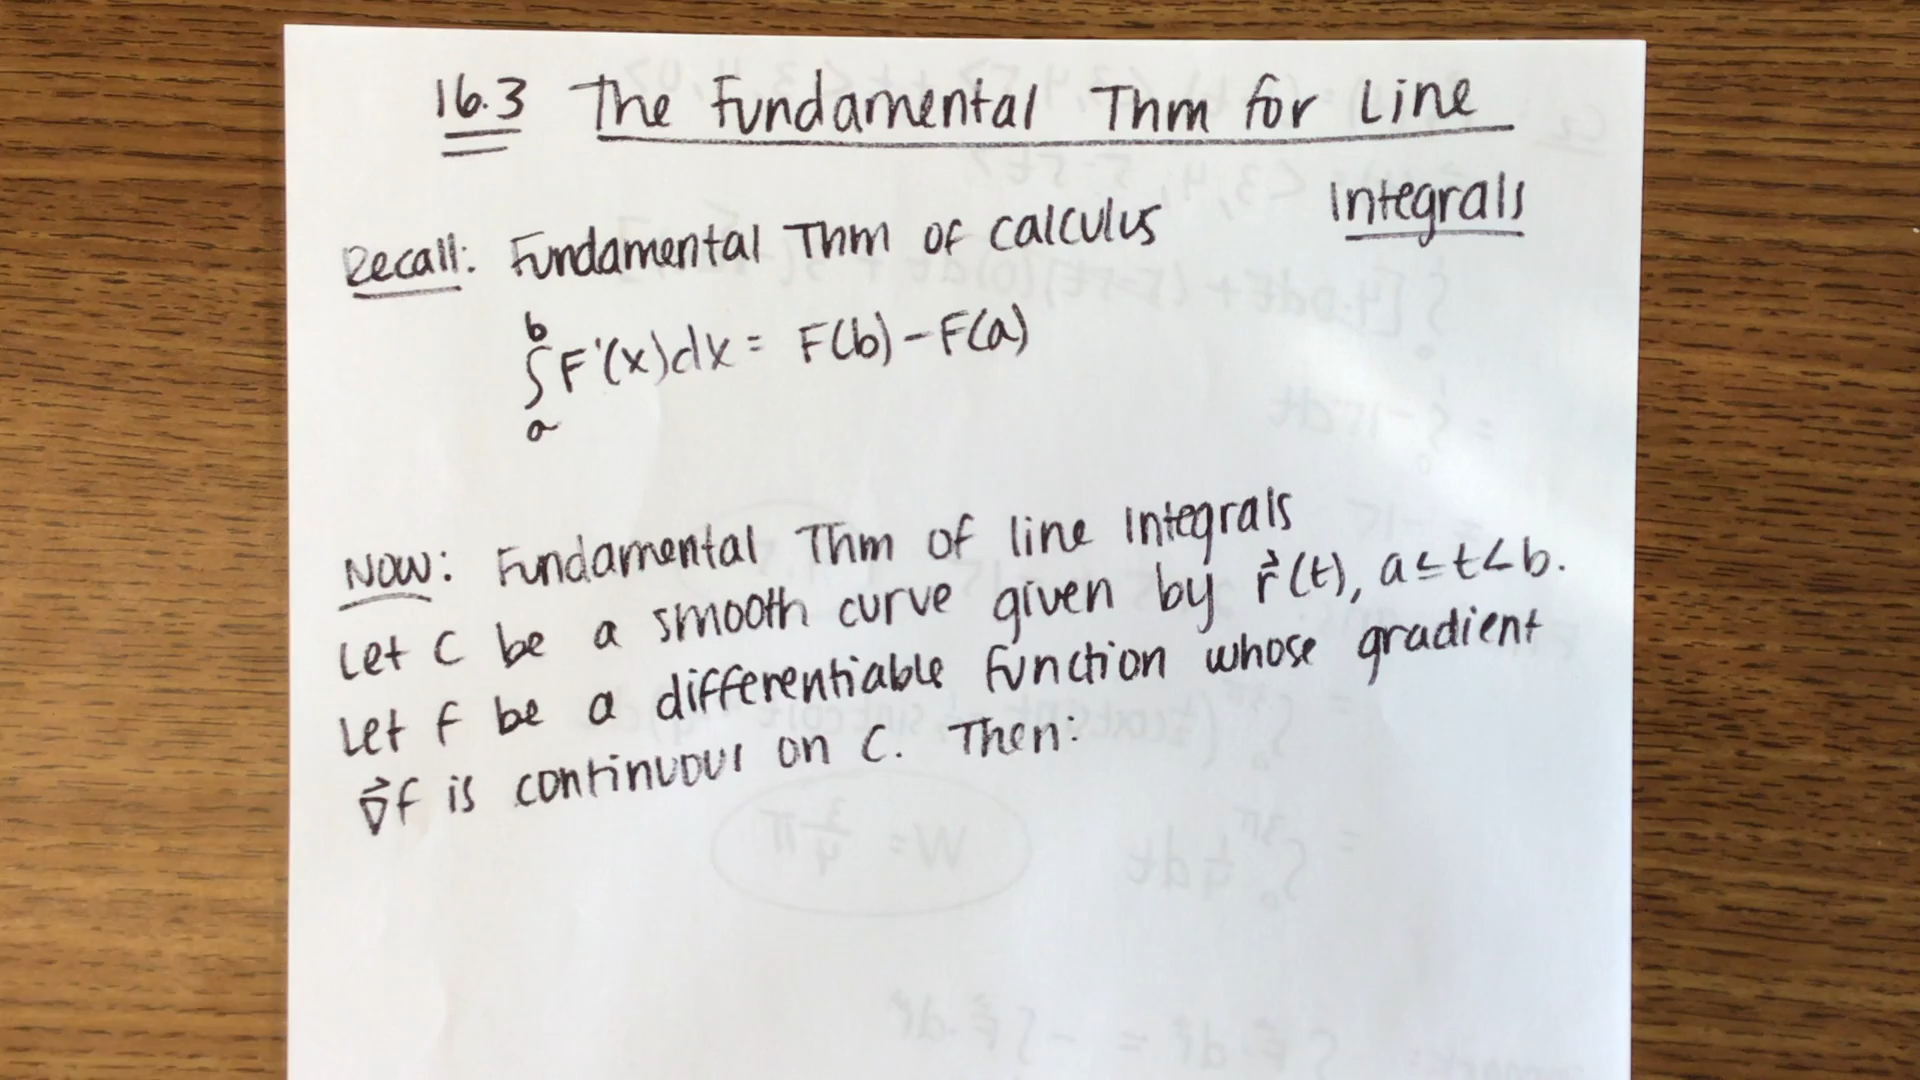 16.3 The Fundamental Thm for Line
Integrals
Recall: Fundamental Thm of calculus
∫ₐᵇ F'(x)dx = F(b) - F(a)
Now: Fundamental Thm of line Integrals
Let C be a smooth curve given by r⃗(t), a≤t<b.
Let f be a differentiable function whose gradient
∇⃗f is continuous on C. Then: